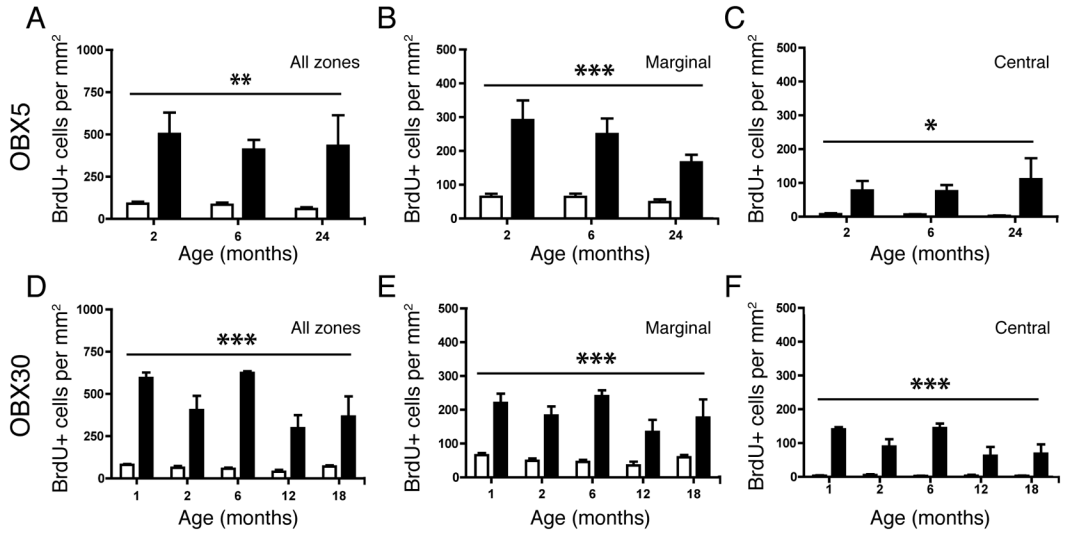 A
B
C
OBX5
BrdU+ cells per mm²
1000
750
500
250
0
All zones
**
2 6 24
Age (months)
BrdU+ cells per mm²
500
400
300
200
100
0
Marginal
***
2 6 24
Age (months)
BrdU+ cells per mm²
500
400
300
200
100
0
Central
*
2 6 24
Age (months)
D
E
F
OBX30
BrdU+ cells per mm²
1000
750
500
250
0
All zones
***
1 2 6 12 18
Age (months)
BrdU+ cells per mm²
500
400
300
200
100
0
Marginal
***
1 2 6 12 18
Age (months)
BrdU+ cells per mm²
500
400
300
200
100
0
Central
***
1 2 6 12 18
Age (months)